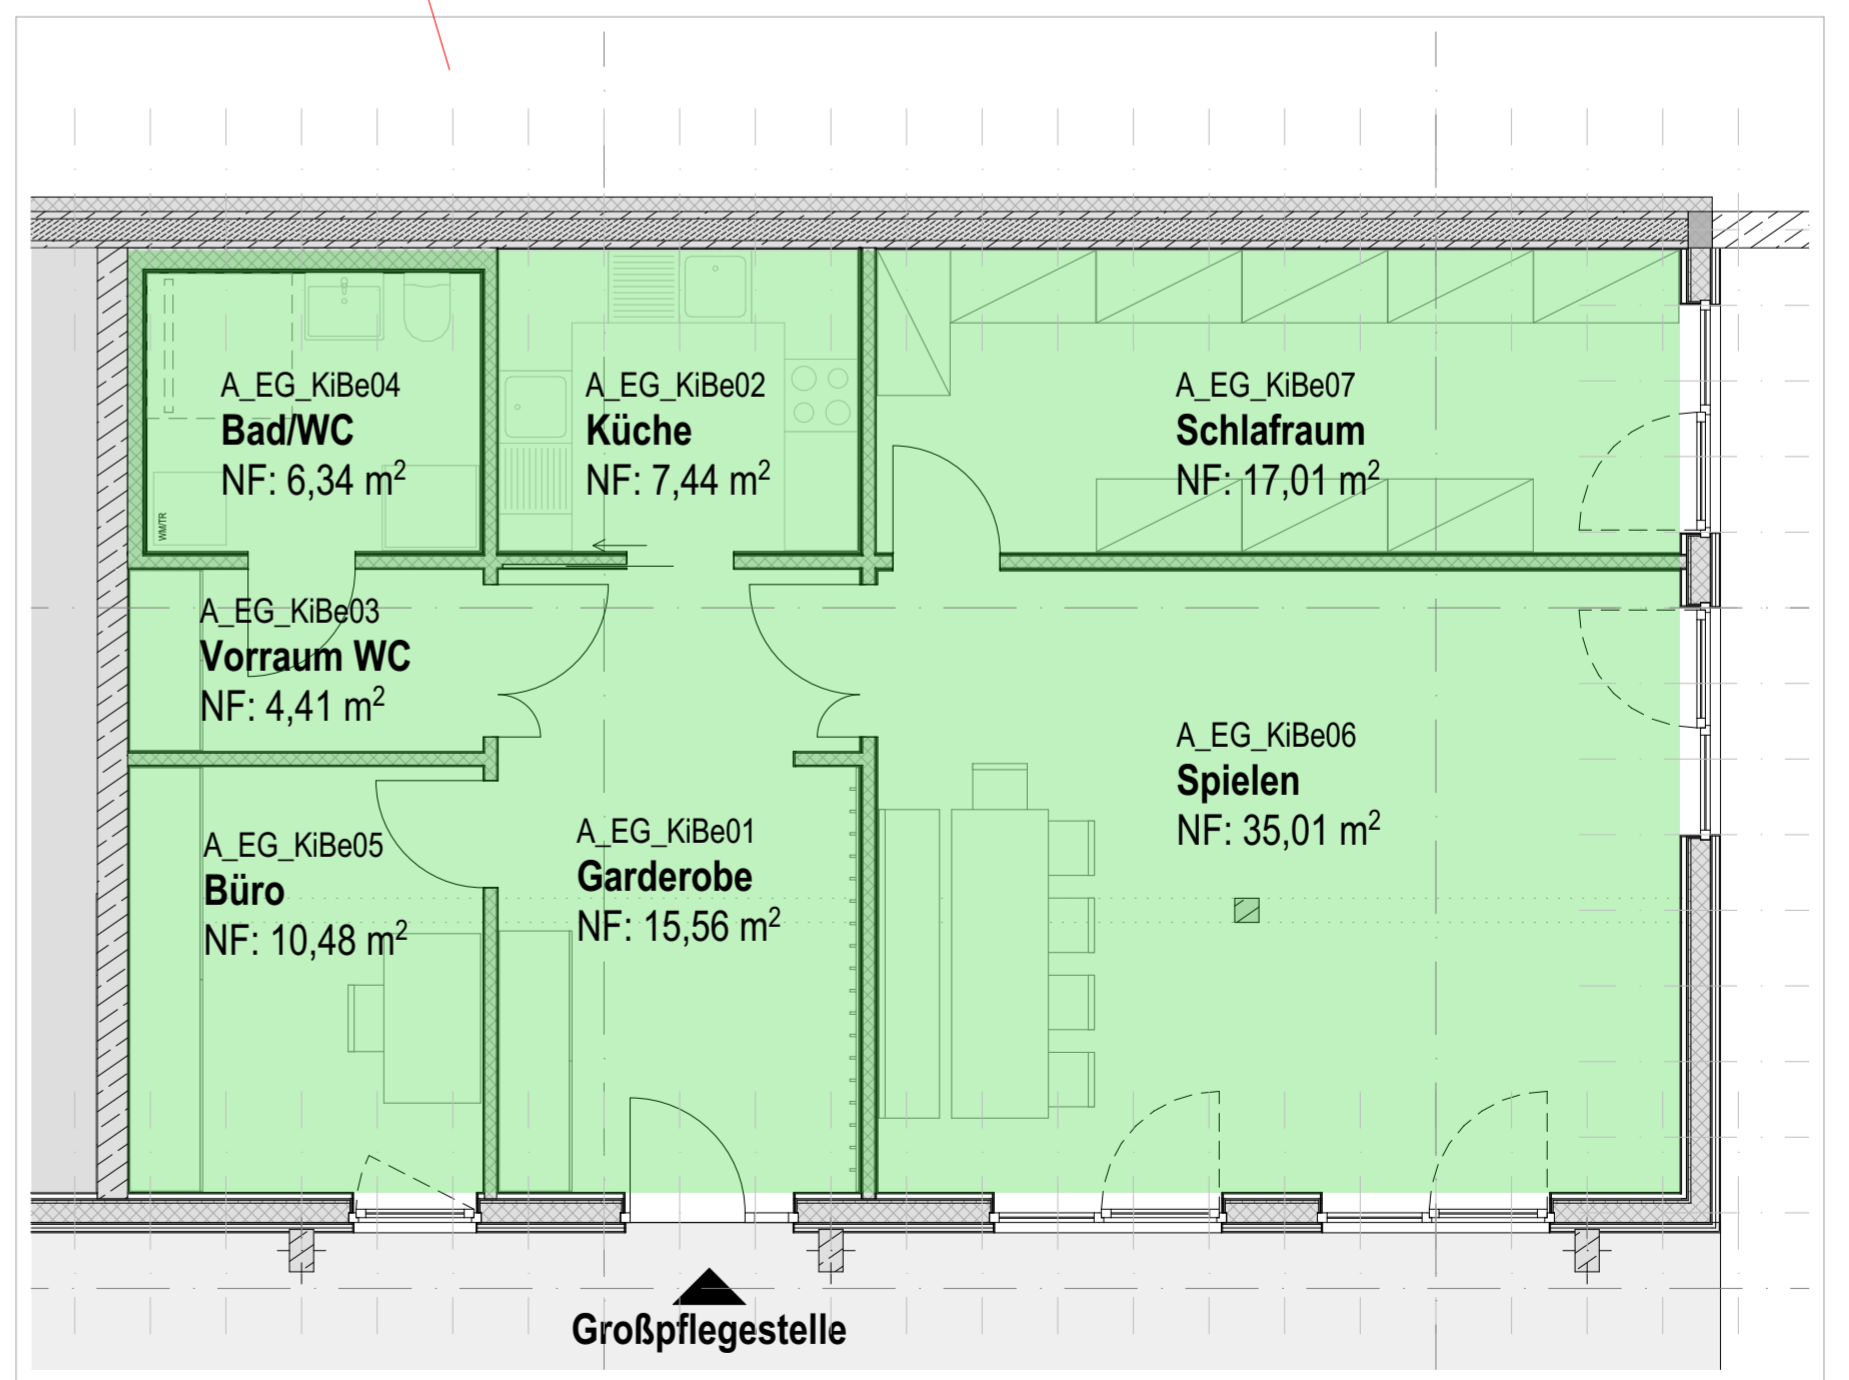 A_EG_KiBe04
Bad/WC
NF: 6,34 m²
WM/TR
A_EG_KiBe02
Küche
NF: 7,44 m²
A_EG_KiBe07
Schlafraum
NF: 17,01 m²
A_EG_KiBe03
Vorraum WC
NF: 4,41 m²
A_EG_KiBe06
Spielen
NF: 35,01 m²
A_EG_KiBe05
Büro
NF: 10,48 m²
A_EG_KiBe01
Garderobe
NF: 15,56 m²
Großpflegestelle